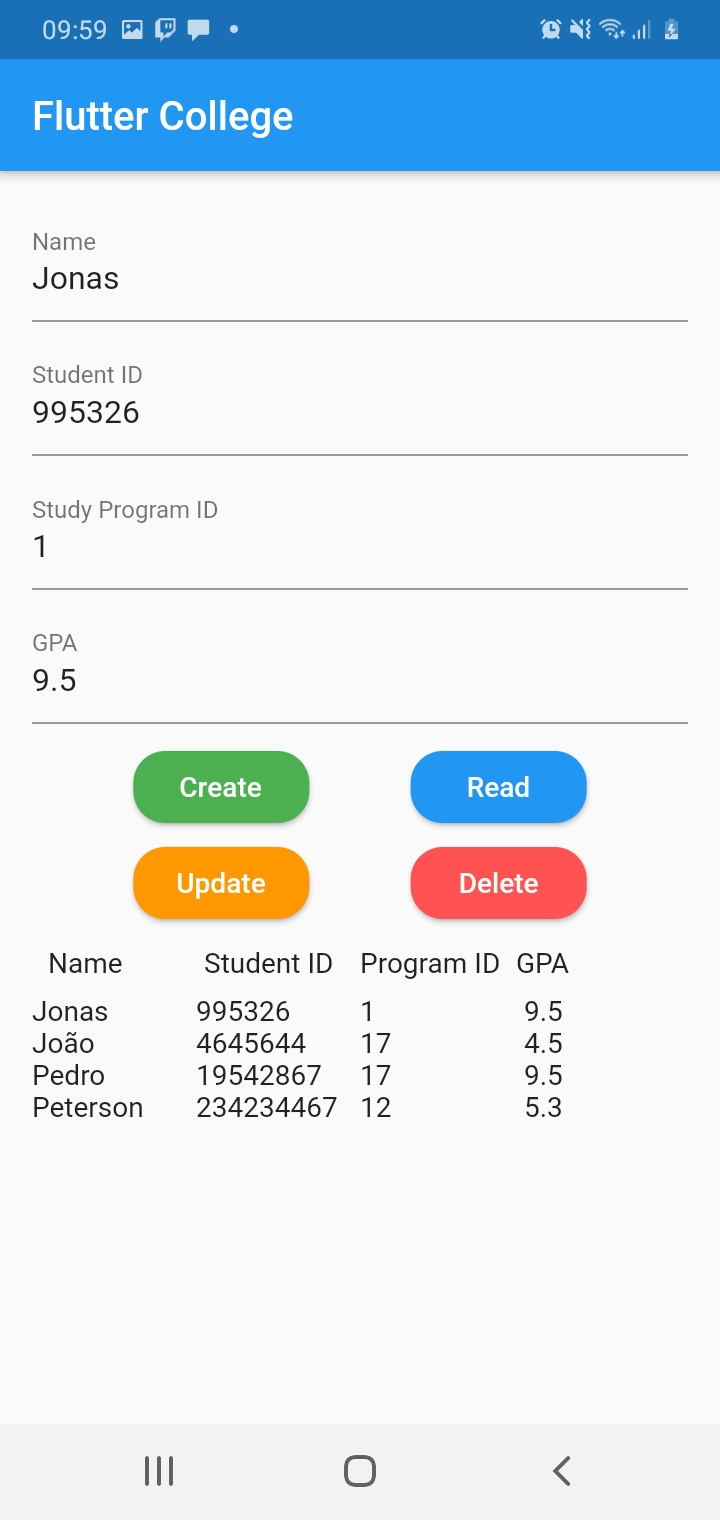 09:59
Flutter College
Name
Jonas
Student ID
995326
Study Program ID
1
GPA
9.5
Create Read
Update Delete
Name Student ID Program ID GPA
Jonas 995326 1 9.5
João 4645644 17 4.5
Pedro 19542867 17 9.5
Peterson 234234467 12 5.3